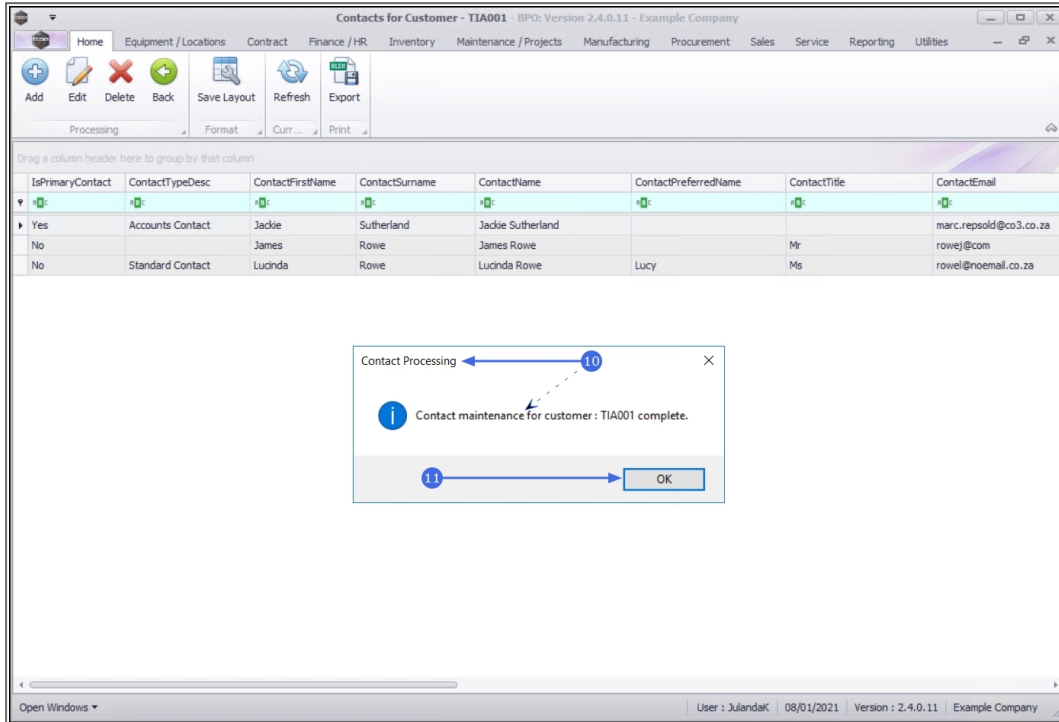 Contacts for Customer - TIA001 - BPO: Version 2.4.0.11 - Example Company
Home Equipment / Locations Contract Finance / HR Inventory Maintenance / Projects Manufacturing Procurement Sales Service Reporting Utilities
Add Edit Delete Back Save Layout Refresh Export
Processing Format Curr... Print
Drag a column header here to group by that column
IsPrimaryContact ContactTypeDesc ContactFirstName ContactSurname ContactName ContactPreferredName ContactTitle ContactEmail
Yes Accounts Contact Jackie Sutherland Jackie Sutherland marc.repsold@co3.co.za
No James Rowe James Rowe Mr rowej@com
No Standard Contact Lucinda Rowe Lucinda Rowe Lucy Ms rowel@noemail.co.za
Contact Processing 10
Contact maintenance for customer : TIA001 complete.
11 OK
Open Windows User : JulandaK 08/01/2021 Version : 2.4.0.11 Example Company